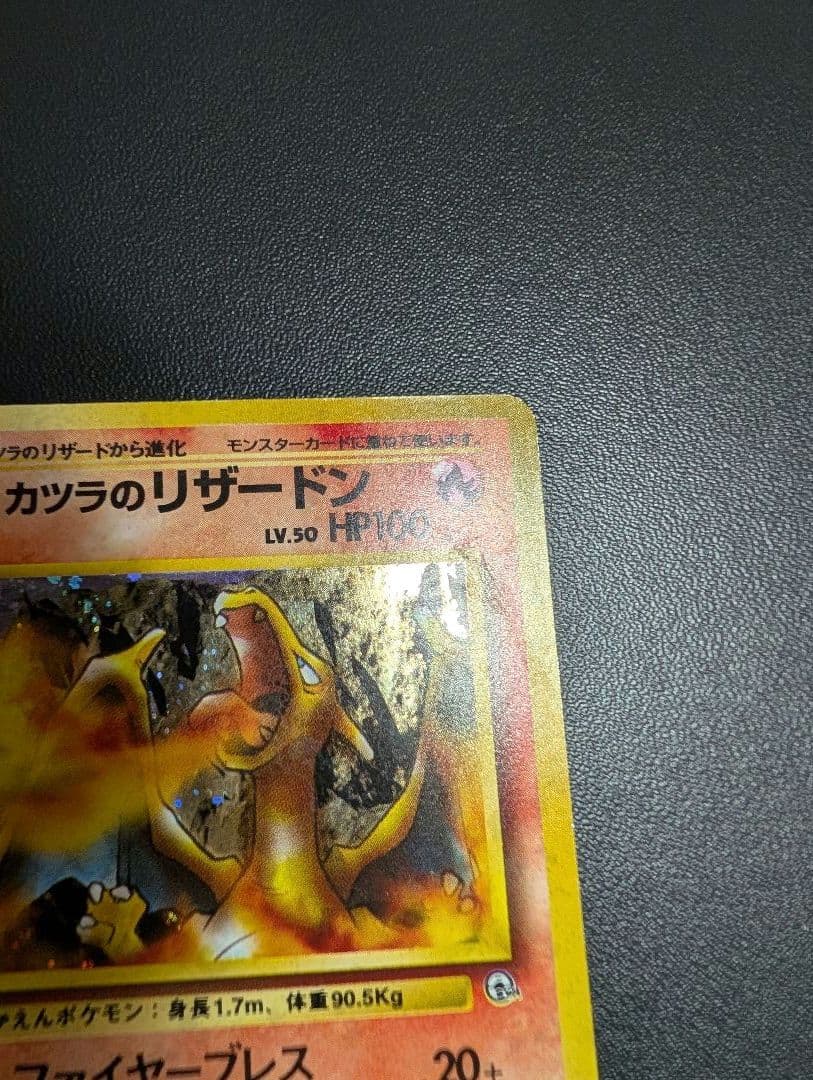 ツラのリザードから進化 モンスターカードに重ねて使います。
カツラのリザードン
LV.50 HP100
えんポケモン：身長1.7m、体重90.5Kg
ファイヤーブレス 20+